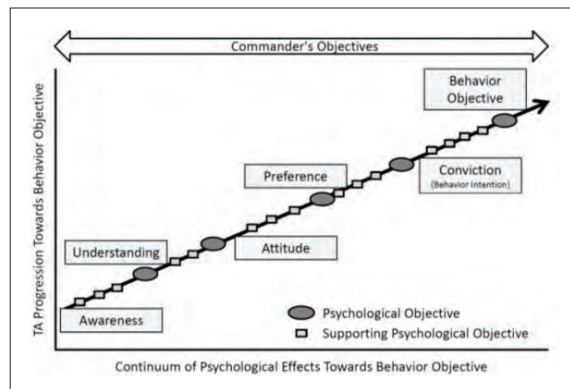 Commander's Objectives
Behavior
Objective
Preference
Conviction
(Behavior Intention)
Understanding
Attitude
Awareness
Psychological Objective
Supporting Psychological Objective
TA Progression Towards Behavior Objective
Continuum of Psychological Effects Towards Behavior Objective